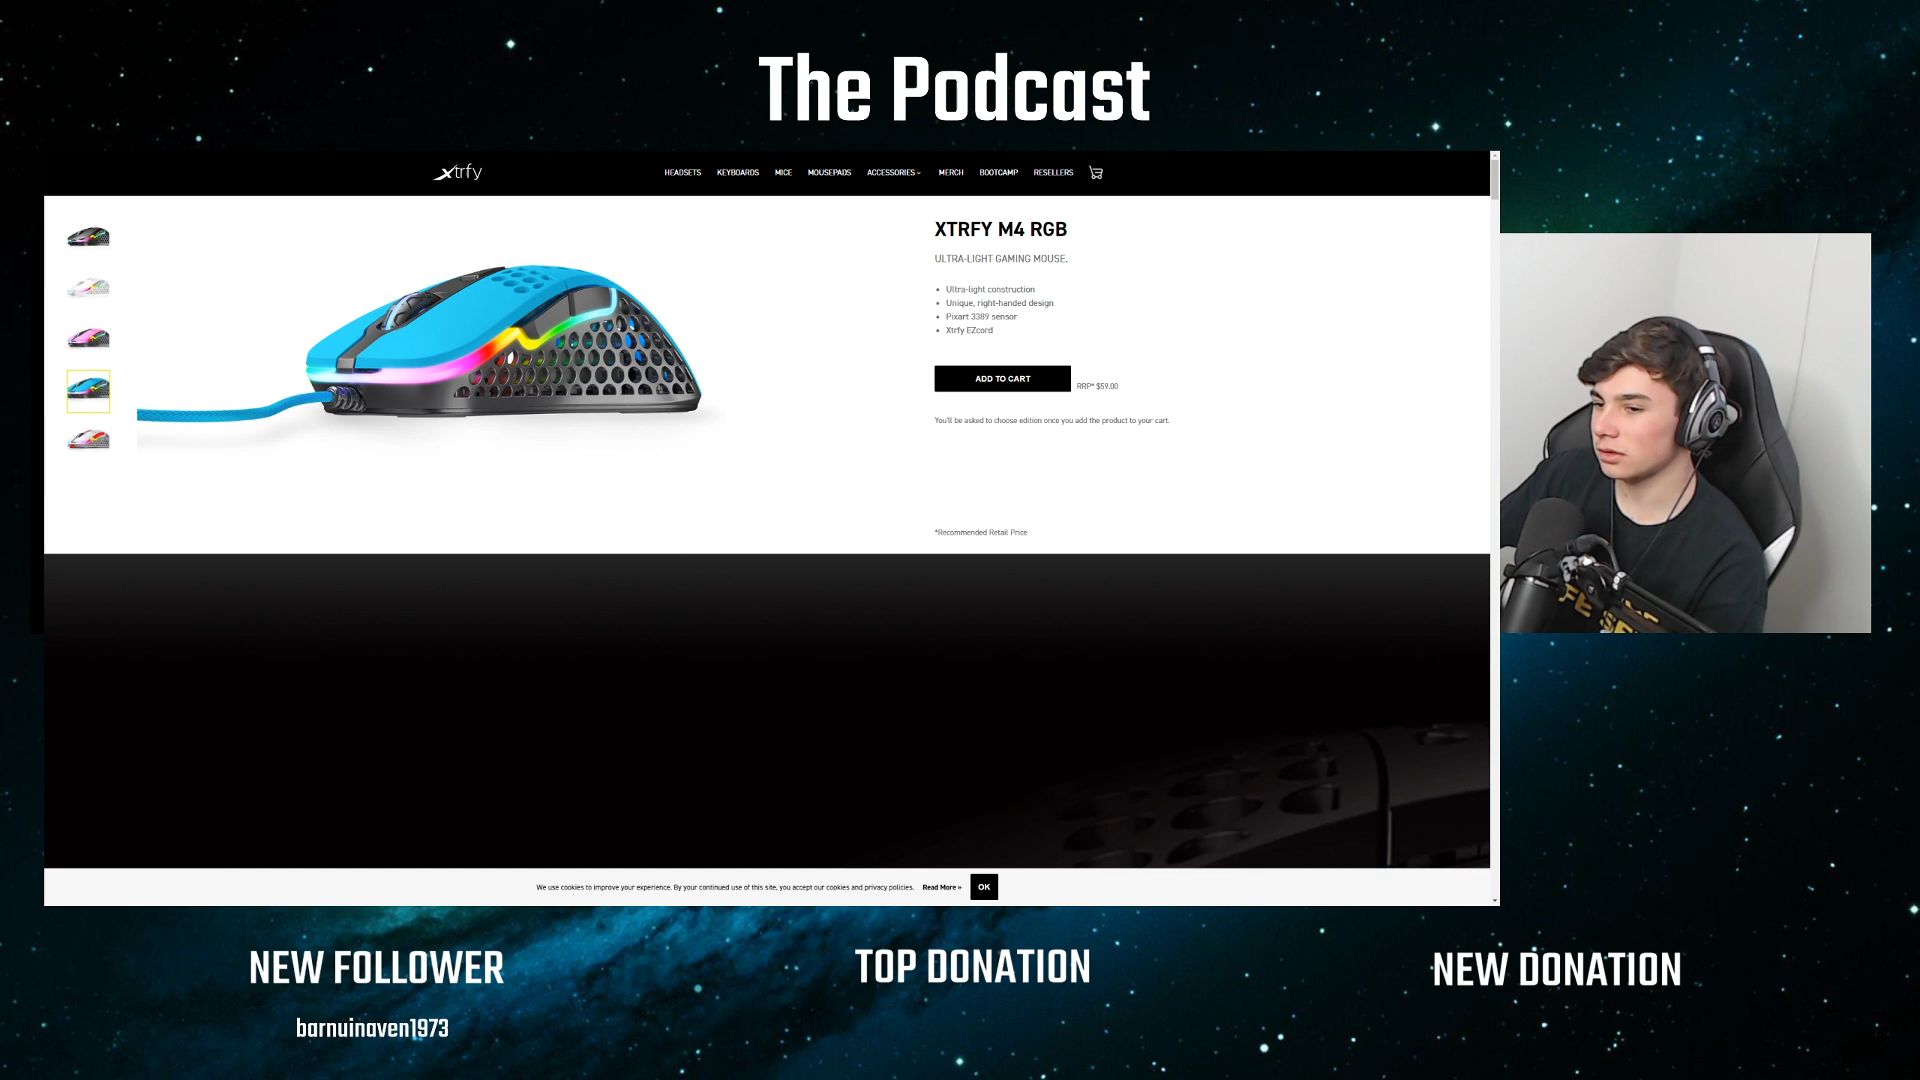 The Podcast
xtrfy
HEADSETS KEYBOARDS MICE MOUSEPADS ACCESSORIES MERCH BOOTCAMP RESELLERS
XTRFY M4 RGB
ULTRA-LIGHT GAMING MOUSE.
• Ultra-light construction
• Unique, right-handed design
• Pixart 3389 sensor
• Xtrfy EZcord
ADD TO CART RRP* $59.00
You'll be asked to choose edition once you add the product to your cart.
*Recommended Retail Price
We use cookies to improve your experience. By your continued use of this site, you accept our cookies and privacy policies. Read More » OK
NEW FOLLOWER
barnuinaven1973
TOP DONATION
NEW DONATION